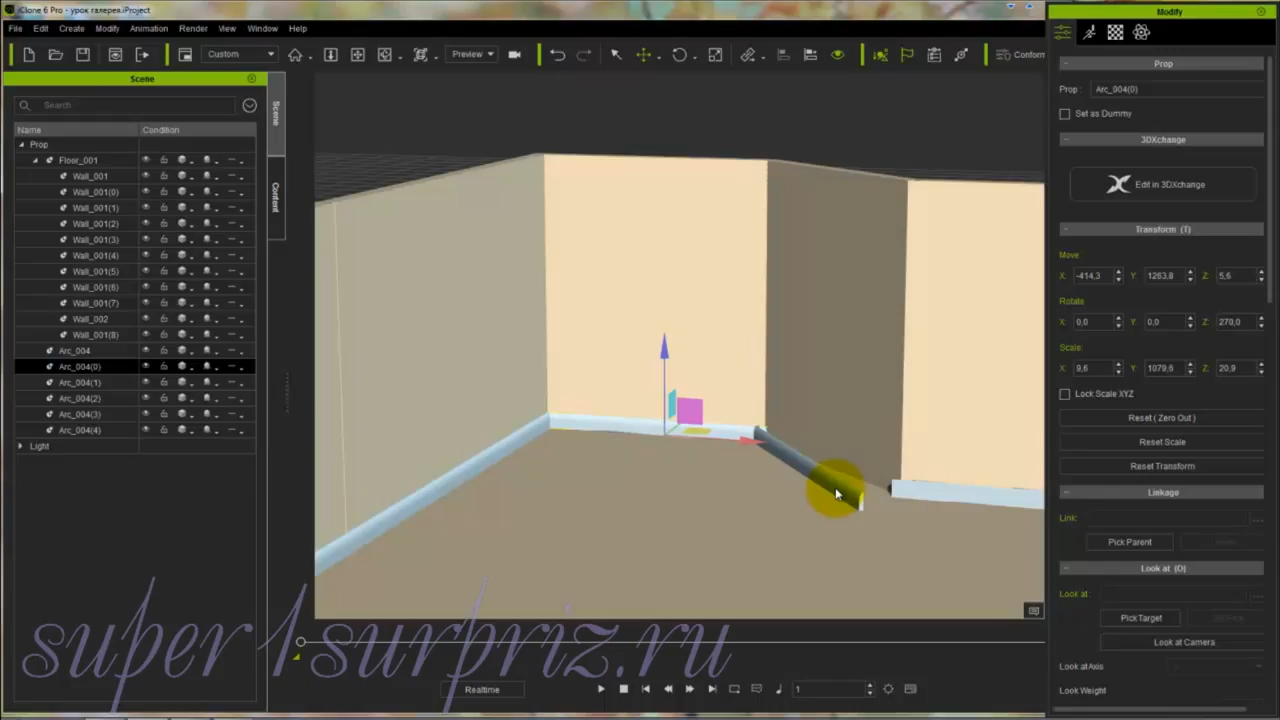 iClone 6 Pro - урок галерея.iProject
Modify
File Edit Create Modify Animation Render View Window Help
Custom
Preview
Conform
Scene
Search
Name Condition
Prop
Floor_001
Wall_001
Wall_001(0)
Wall_001(1)
Wall_001(2)
Wall_001(3)
Wall_001(4)
Wall_001(5)
Wall_001(6)
Wall_001(7)
Wall_002
Wall_001(8)
Arc_004
Arc_004(0)
Arc_004(1)
Arc_004(2)
Arc_004(3)
Arc_004(4)
Light
Scene
Content
Prop
Prop : Arc_004(0)
Set as Dummy
3DXchange
Edit in 3DXchange
Transform (T)
Move:
X: -414,3 Y: 1263,8 Z: 5,6
Rotate
X: 0,0 Y: 0,0 Z: 270,0
Scale:
X: 9,6 Y: 1079,6 Z: 20,9
Lock Scale XYZ
Reset ( Zero Out )
Reset Scale
Reset Transform
Linkage
Link:
Pick Parent
Look at (O)
Look at:
Pick Target
Look at Camera
Look atAxis
Look Weight
super1surpriz.ru
Realtime
1